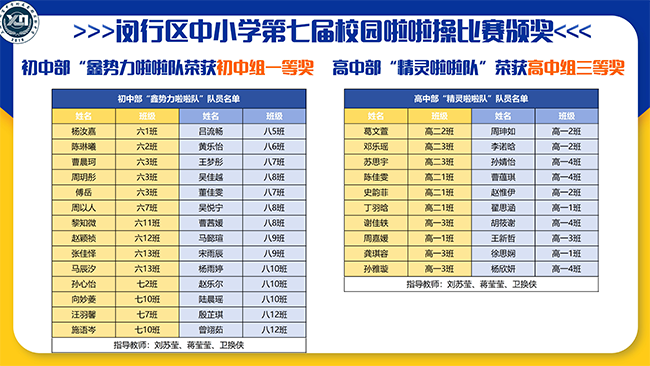 >>>闵行区中小学第七届校园啦啦操比赛颁奖<<<
初中部“鑫势力啦啦队荣获初中组一等奖
初中部“鑫势力啦啦队”队员名单
姓名 班级 姓名 班级
杨汝嘉 六1班 吕流畅 八5班
陈琳曦 六2班 黄乐怡 八6班
曹晨珂 六3班 王梦彤 八7班
周玥彤 六3班 吴佳越 八8班
傅岳 六3班 董佳雯 八7班
周以人 六7班 吴悦宁 八8班
黎知微 六11班 曹茜媛 八8班
赵颖祯 六12班 马懿瑄 八9班
张佳怿 六13班 宋雨辰 八9班
马辰汐 六13班 杨雨婷 八10班
孙心怡 七2班 赵乐尔 八10班
向妙菱 七10班 陆晨瑶 八10班
汪羽馨 七7班 殷芷琪 八12班
施语岑 七10班 曾翊茹 八12班
指导教师：刘苏莹、蒋莹莹、卫换侠
高中部“精灵啦啦队”荣获高中组三等奖
高中部“精灵啦啦队”队员名单
姓名 班级 姓名 班级
葛文萱 高二2班 周珅如 高一2班
邓乐瑶 高二3班 李诺晗 高一2班
苏思宇 高二3班 孙婧怡 高一4班
陈佳雯 高二1班 曹蕴琪 高一4班
史韵菲 高二1班 赵惟伊 高一2班
丁羽晗 高二1班 翟思涵 高一1班
谢佳轶 高一3班 胡筱谢 高一4班
周嘉媛 高一1班 王新哲 高一3班
龚琪容 高一3班 徐思娴 高一1班
孙雅璇 高一3班 杨欣妍 高一4班
指导教师：刘苏莹、蒋莹莹、卫换侠